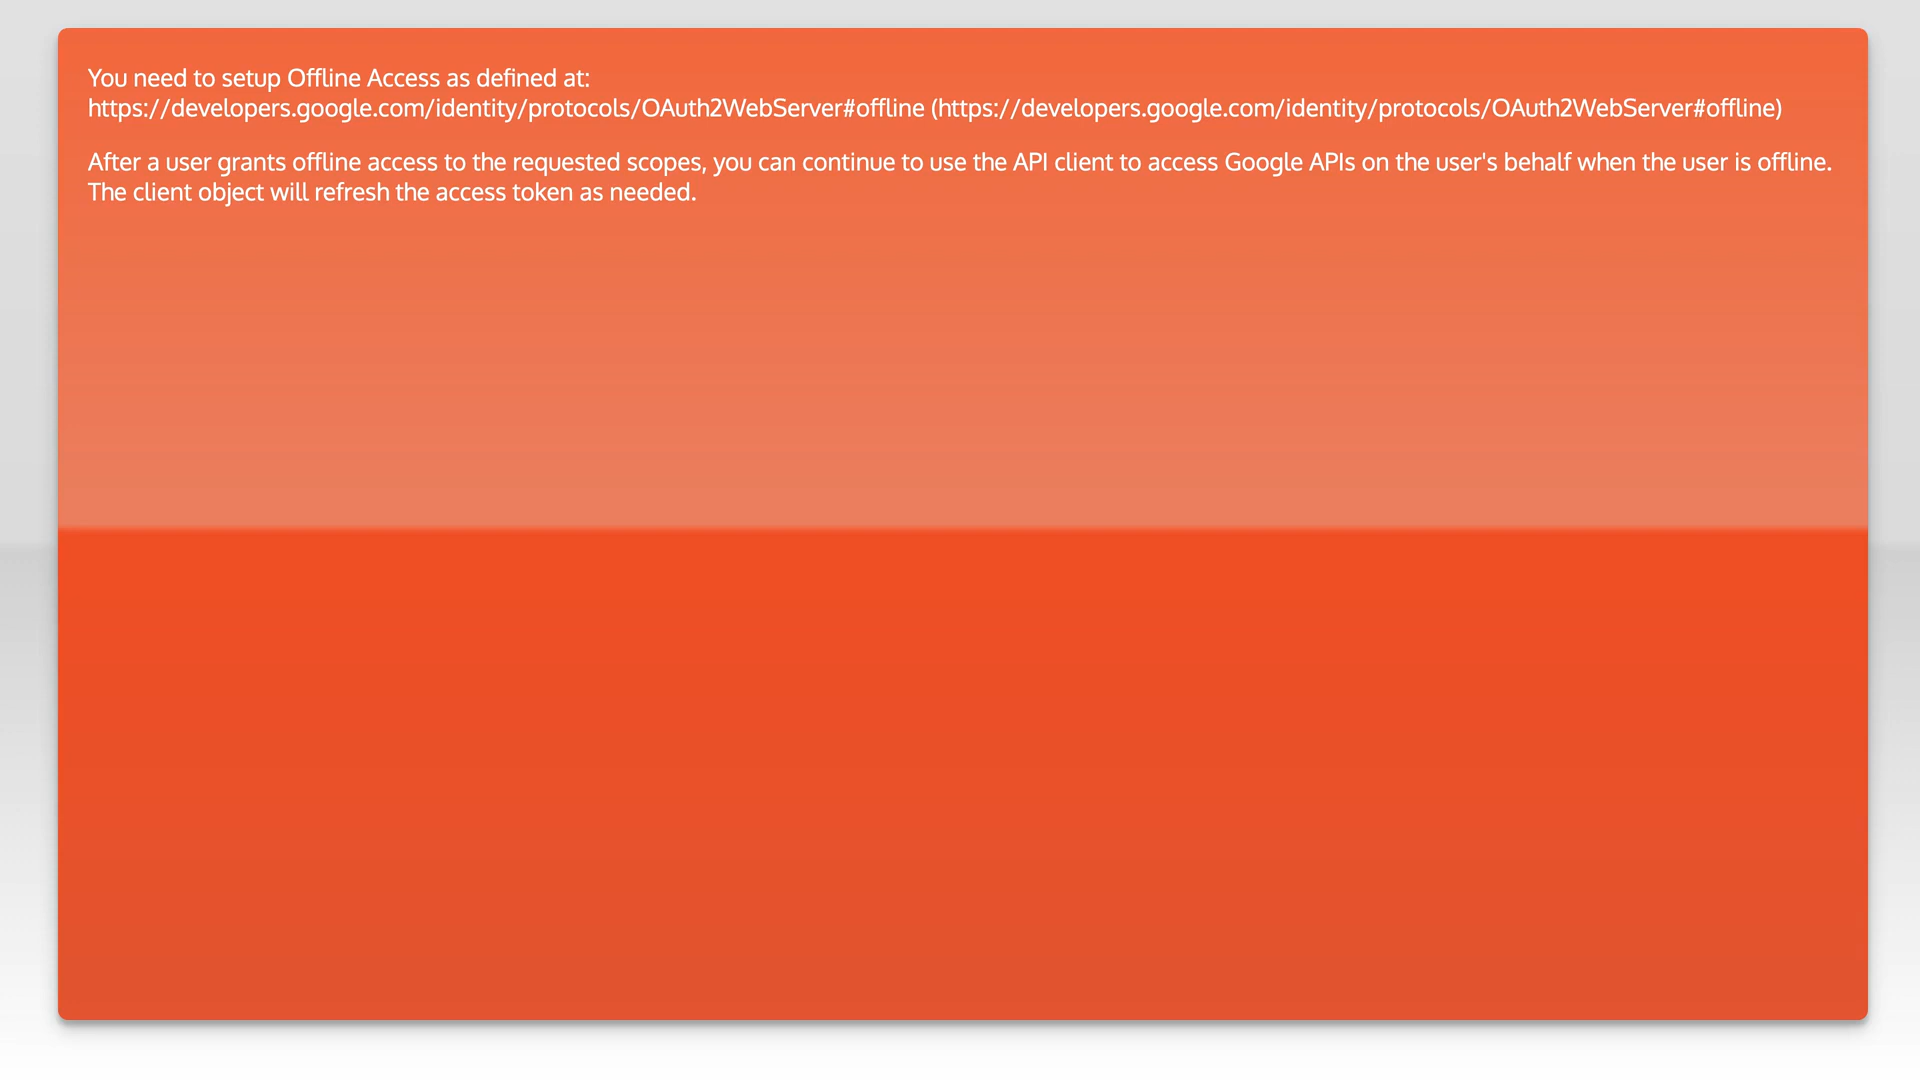 You need to setup Offline Access as defined at:
https://developers.google.com/identity/protocols/OAuth2WebServer#offline (https://developers.google.com/identity/protocols/OAuth2WebServer#offline)
After a user grants offline access to the requested scopes, you can continue to use the API client to access Google APIs on the user's behalf when the user is offline.
The client object will refresh the access token as needed.